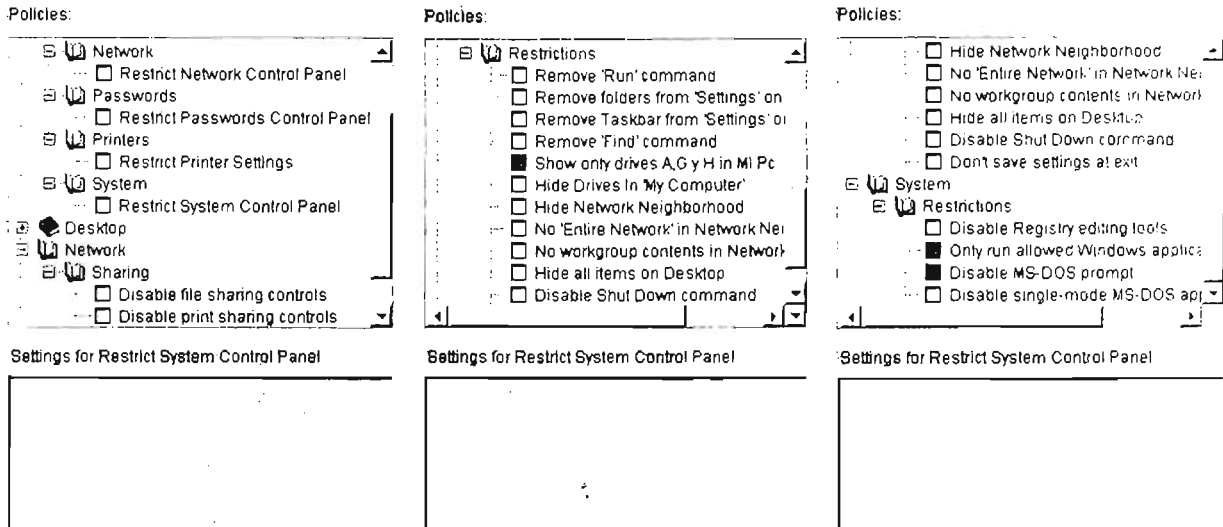 Policies:
Network
Restrict Network Control Panel
Passwords
Restrict Passwords Control Panel
Printers
Restrict Printer Settings
System
Restrict System Control Panel
Desktop
Network
Sharing
Disable file sharing controls
Disable print sharing controls
Settings for Restrict System Control Panel
Policies:
Restrictions
Remove 'Run' command
Remove folders from 'Settings' on
Remove Taskbar from 'Settings' on
Remove 'Find' command
Show only drives A,G y H in Mi Pc
Hide Drives In 'My Computer'
Hide Network Neighborhood
No 'Entire Network' in Network Nei
No workgroup contents in Network
Hide all items on Desktop
Disable Shut Down command
Settings for Restrict System Control Panel
Policies:
Hide Network Neighborhood
No 'Entire Network' in Network Nei
No workgroup contents in Network
Hide all items on Desktop
Disable Shut Down command
Don't save settings at exit
System
Restrictions
Disable Registry editing tools
Only run allowed Windows applica
Disable MS-DOS prompt
Disable single-mode MS-DOS app
Settings for Restrict System Control Panel